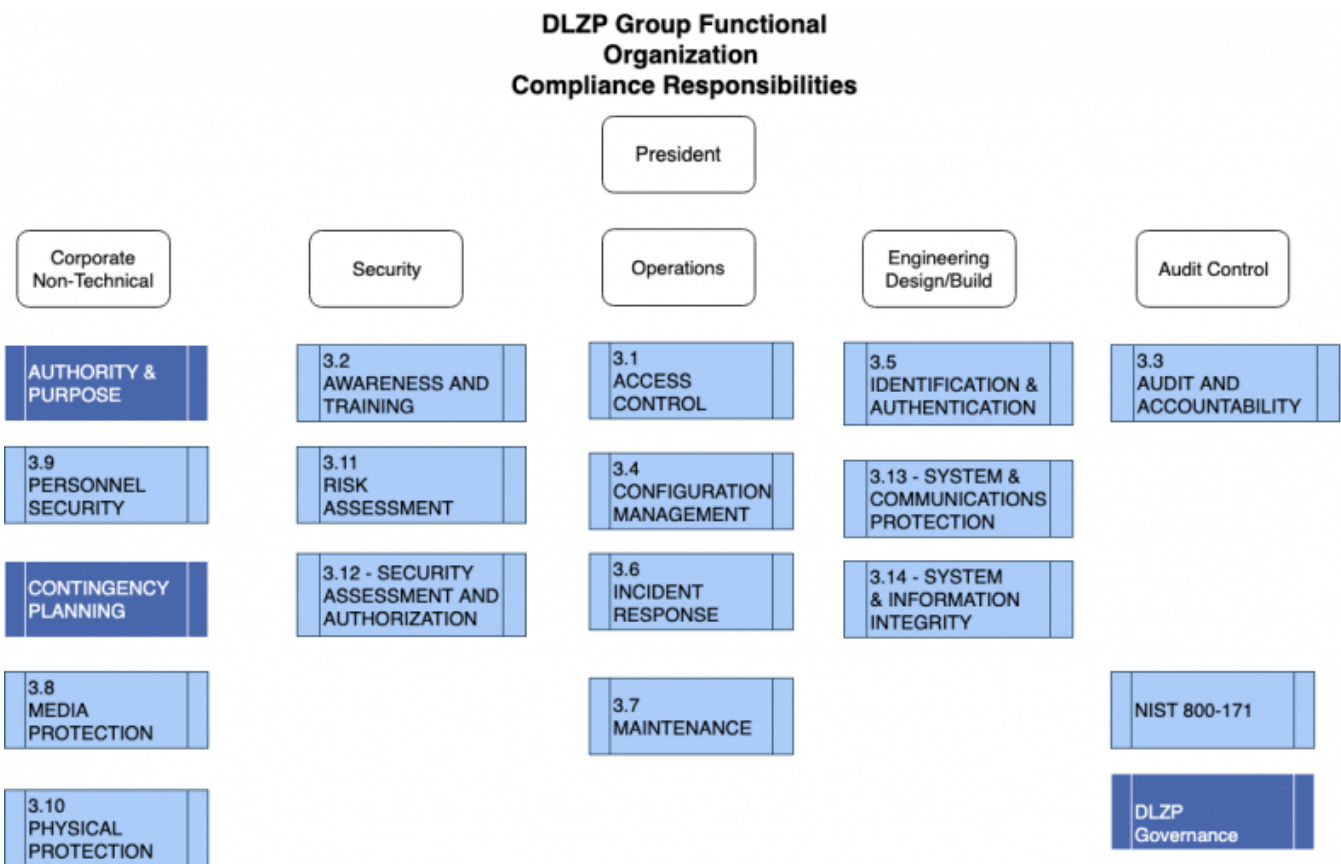 DLZP Group Functional
Organization
Compliance Responsibilities
President
Corporate
Non-Technical
Security
Operations
Engineering
Design/Build
Audit Control
AUTHORITY &
PURPOSE
3.9
PERSONNEL
SECURITY
CONTINGENCY
PLANNING
3.8
MEDIA
PROTECTION
3.10
PHYSICAL
PROTECTION
3.2
AWARENESS AND
TRAINING
3.11
RISK
ASSESSMENT
3.12 - SECURITY
ASSESSMENT AND
AUTHORIZATION
3.1
ACCESS
CONTROL
3.4
CONFIGURATION
MANAGEMENT
3.6
INCIDENT
RESPONSE
3.7
MAINTENANCE
3.5
IDENTIFICATION &
AUTHENTICATION
3.13 - SYSTEM &
COMMUNICATIONS
PROTECTION
3.14 - SYSTEM
& INFORMATION
INTEGRITY
3.3
AUDIT AND
ACCOUNTABILITY
NIST 800-171
DLZP
Governance